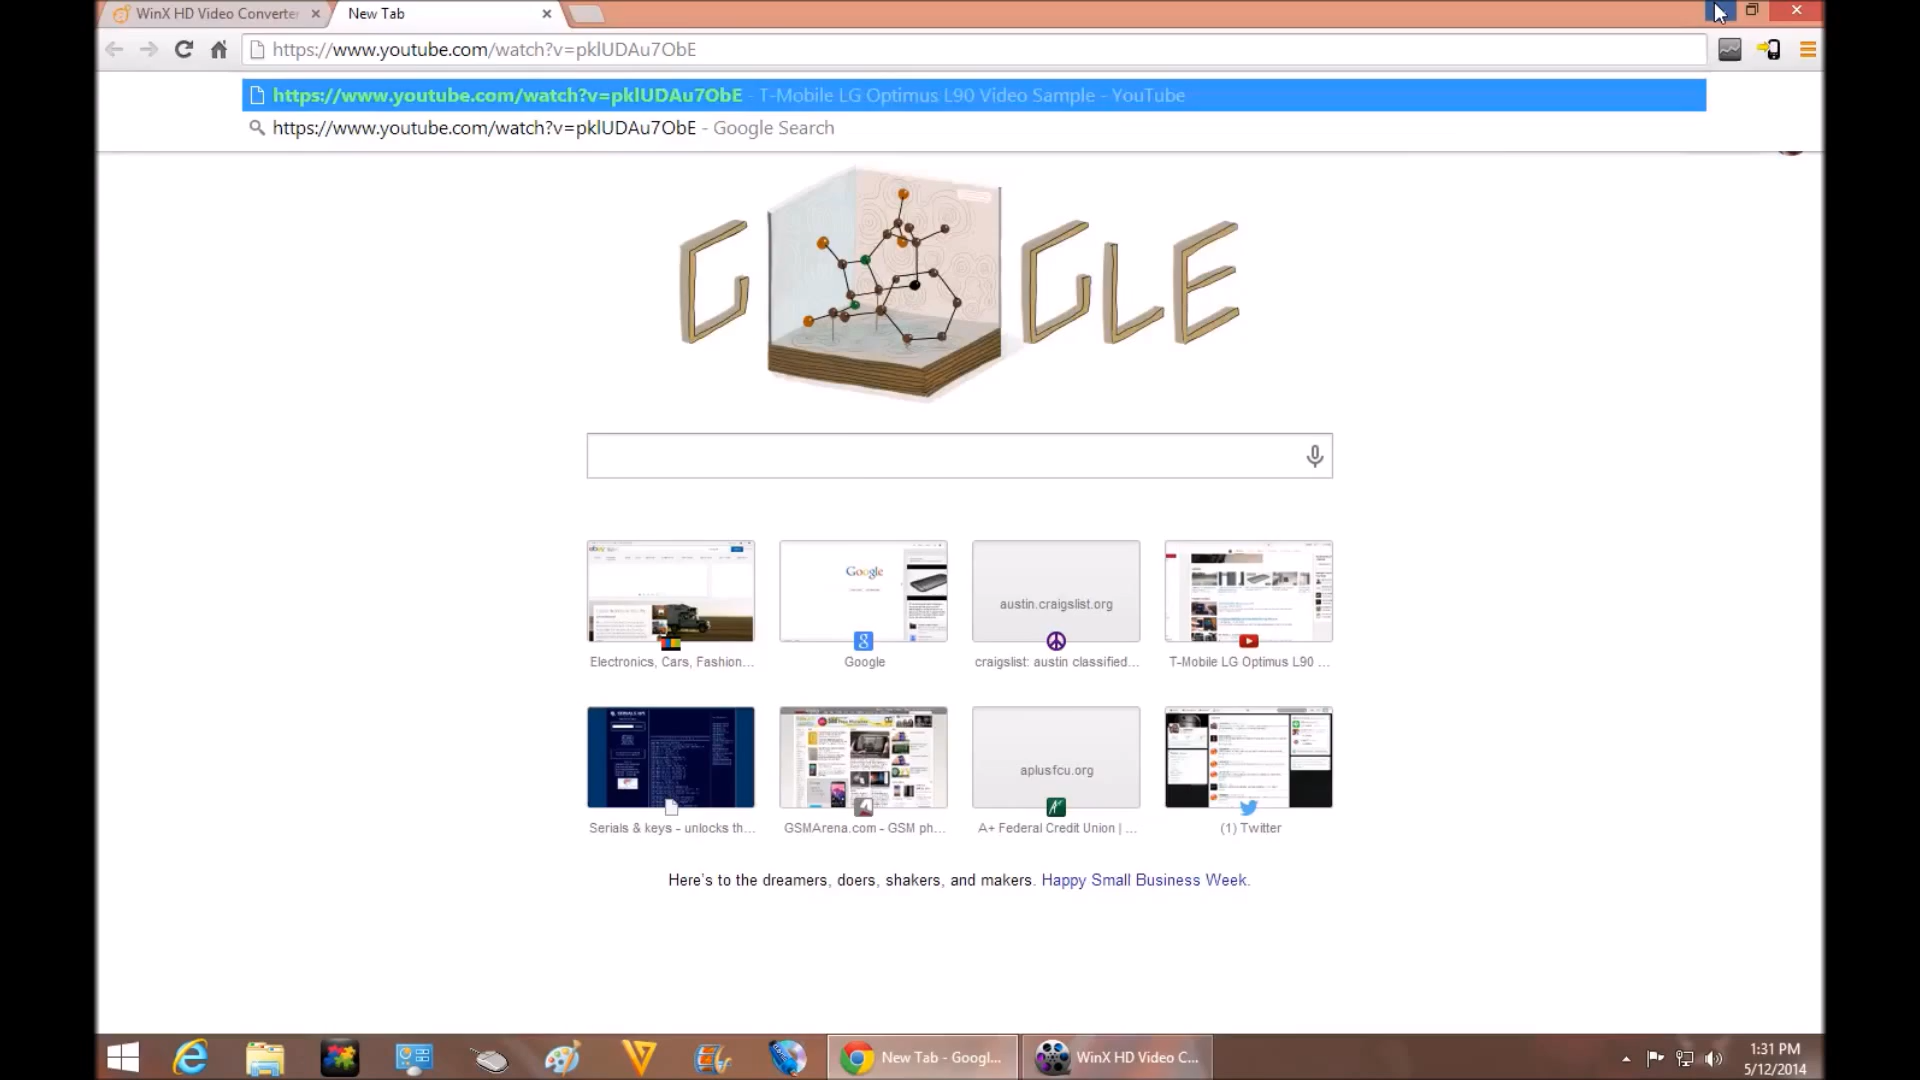 WinX HD Video Converter
New Tab
https://www.youtube.com/watch?v=pklUDAu7ObE
https://www.youtube.com/watch?v=pklUDAu7ObE - T-Mobile LG Optimus L90 Video Sample - YouTube
https://www.youtube.com/watch?v=pklUDAu7ObE - Google Search
G GLE
Google
austin.craigslist.org
Electronics, Cars, Fashion...
Google
craigslist: austin classified...
T-Mobile LG Optimus L90 ...
aplusfcu.org
Serials & keys - unlocks th...
GSMArena.com - GSM ph...
A+ Federal Credit Union | ...
(1) Twitter
Here's to the dreamers, doers, shakers, and makers. Happy Small Business Week.
New Tab - Googl...
WinX HD Video C...
1:31 PM
5/12/2014